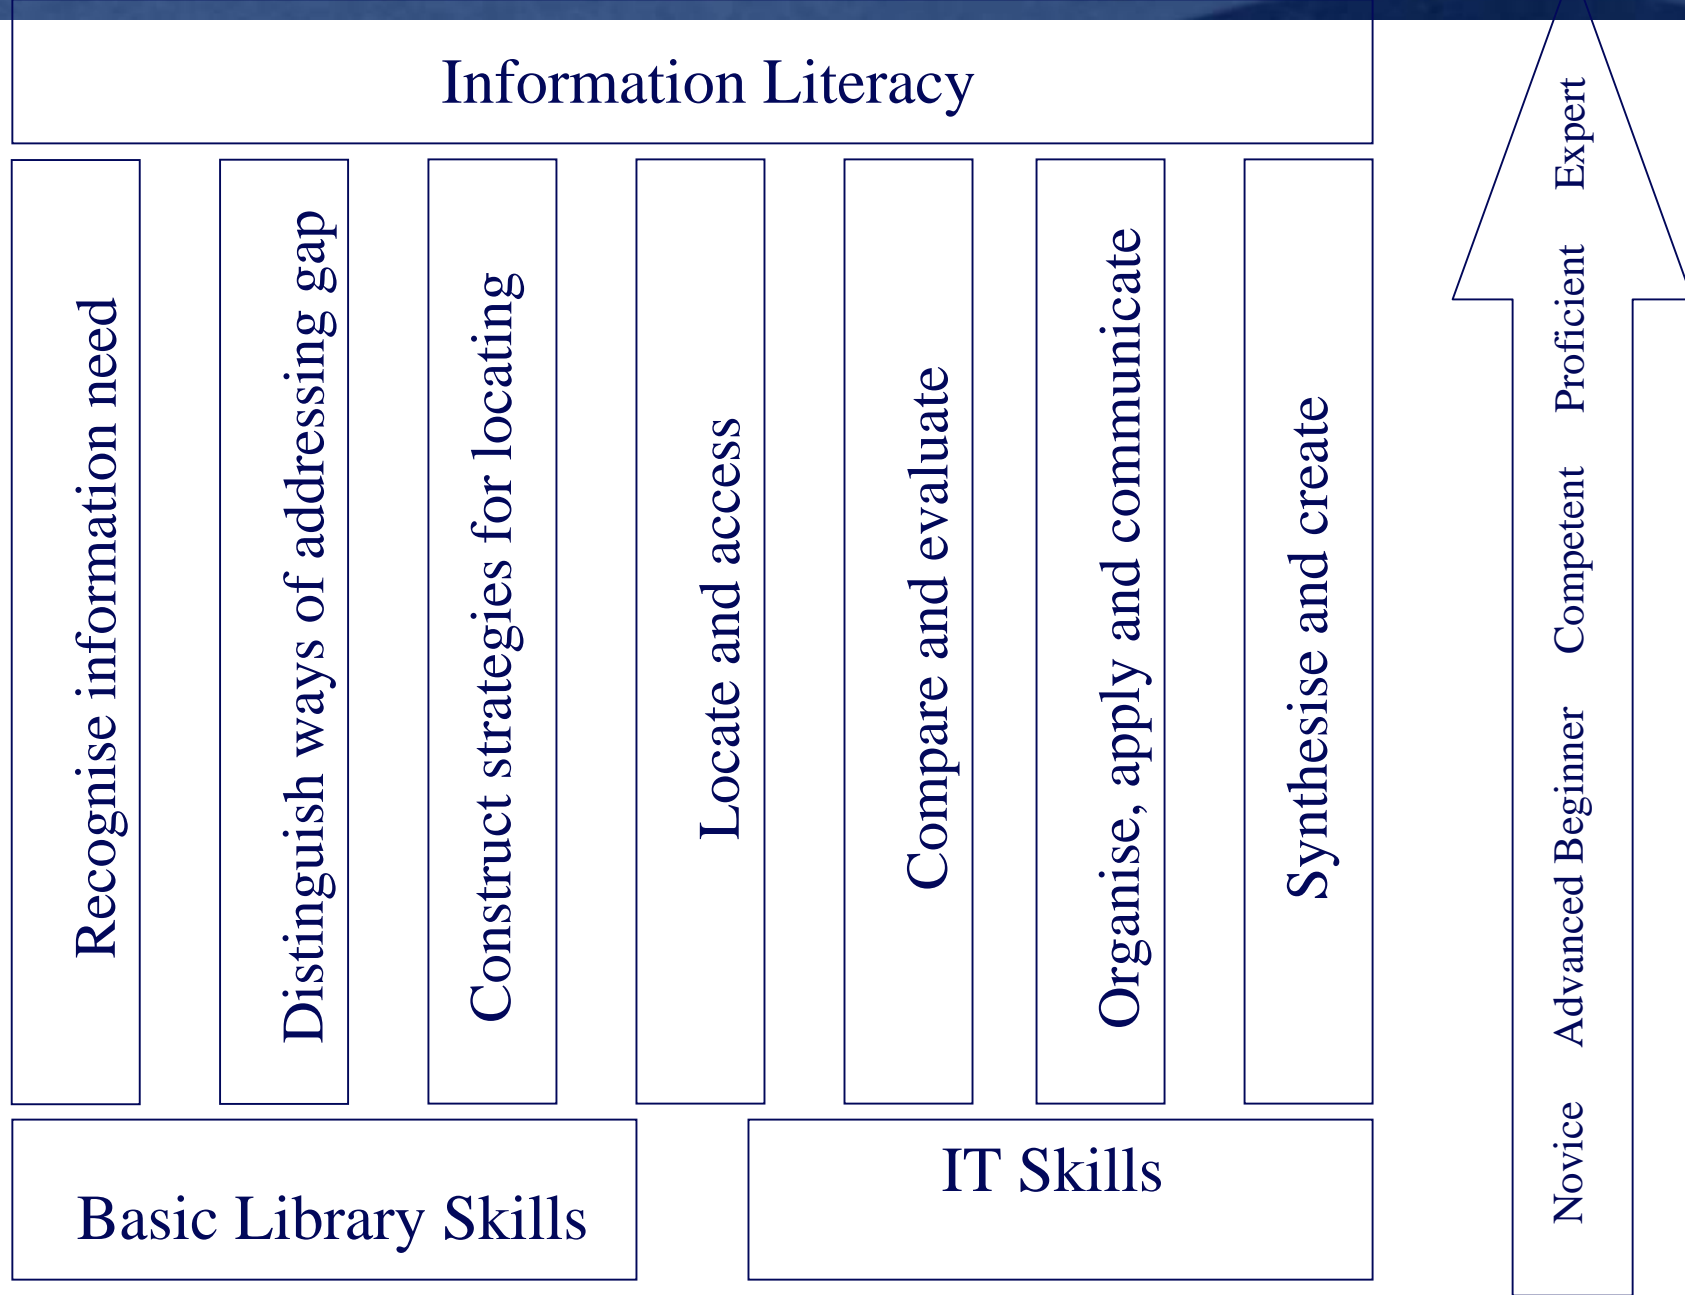 Information Literacy
Recognise information need
Distinguish ways of addressing gap
Construct strategies for locating
Locate and access
Compare and evaluate
Organise, apply and communicate
Synthesise and create
Basic Library Skills
IT Skills
Novice Advanced Beginner Competent Proficient Expert